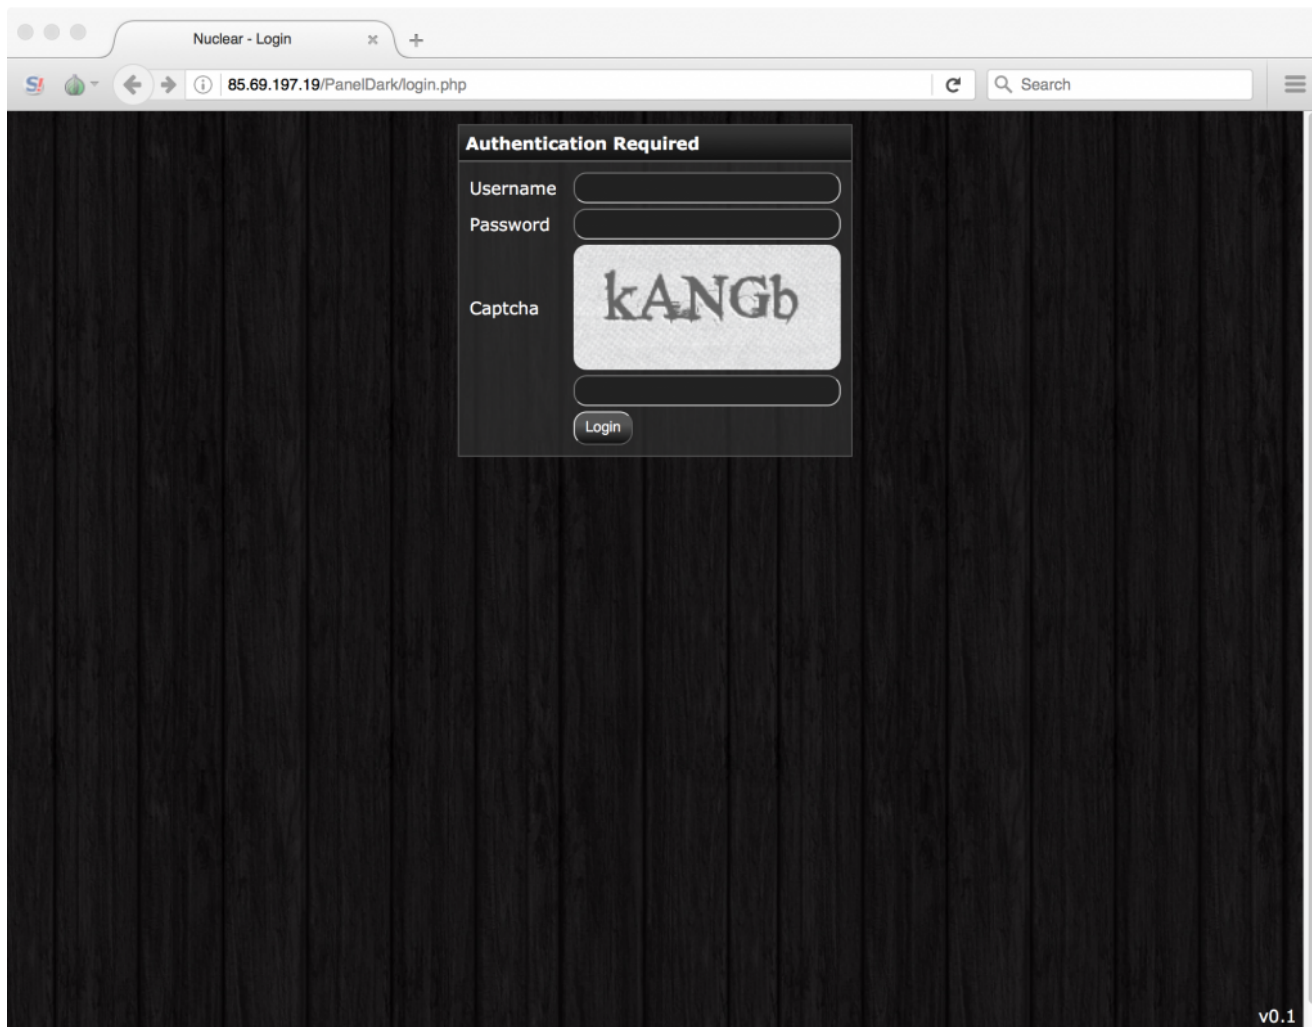 Nuclear - Login
85.69.197.19/PanelDark/login.php
Search
Authentication Required
Username
Password
Captcha
kANGb
Login
v0.1